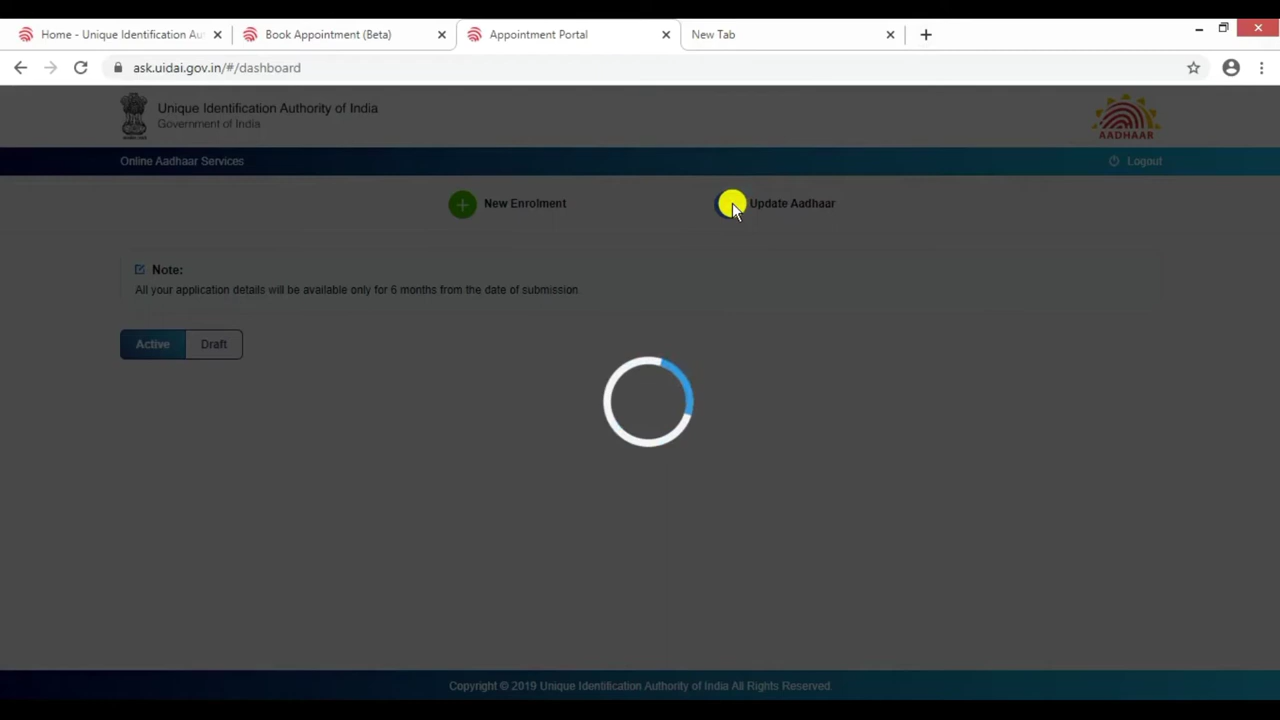 Home - Unique Identification Au
Book Appointment (Beta)
Appointment Portal
New Tab
ask.uidai.gov.in/#/dashboard
Unique Identification Authority of India
Government of India
AADHAAR
Online Aadhaar Services
Logout
New Enrolment
Update Aadhaar
Note:
All your application details will be available only for 6 months from the date of submission.
Active
Draft
Copyright © 2019 Unique Identification Authority of India All Rights Reserved.